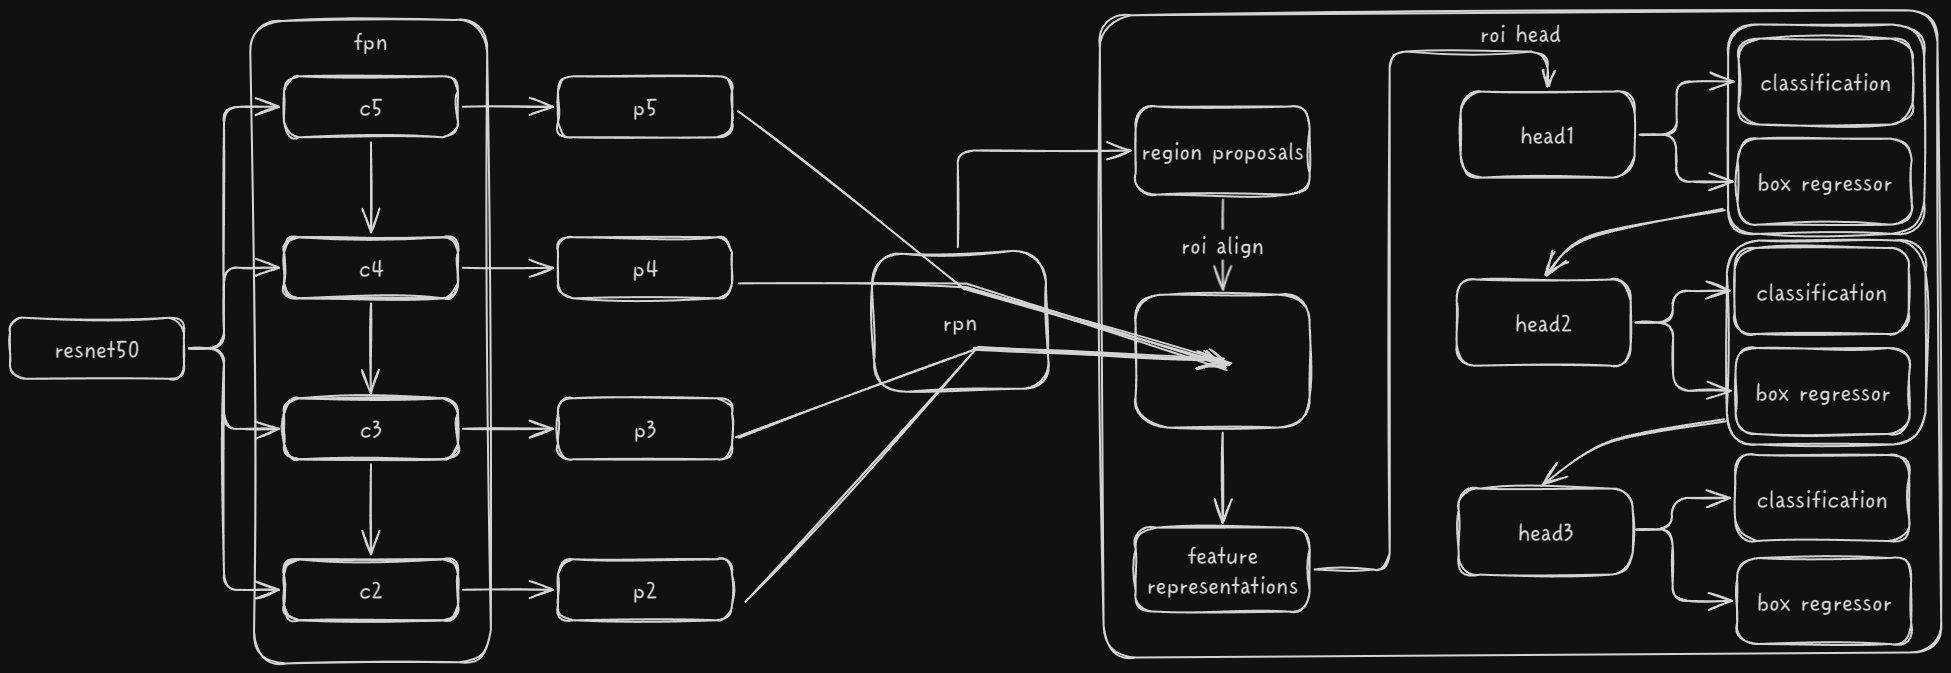 fpn
c5
c4
c3
c2
resnet50
p5
p4
p3
p2
rpn
region proposals
roi align
feature
representations
roi head
head1
classification
box regressor
head2
classification
box regressor
head3
classification
box regressor